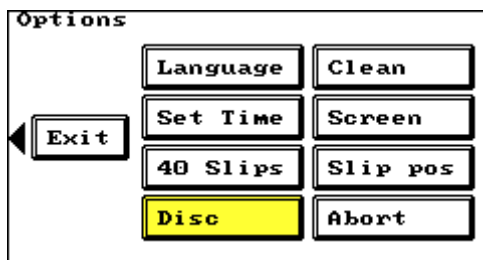 Options
Language Clean
Set Time Screen
Exit
40 Slips Slip pos
Disc Abort